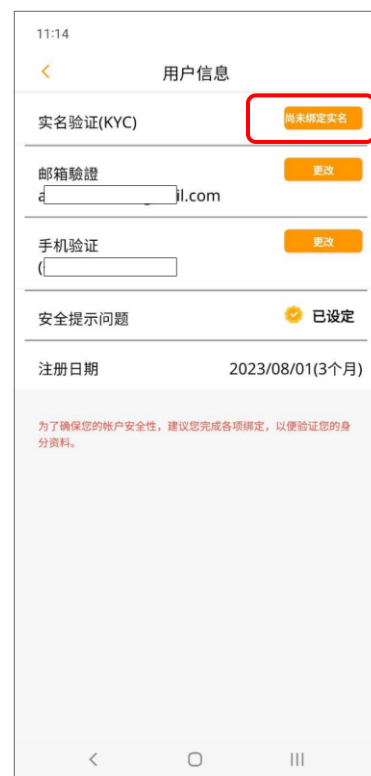 11:14
用户信息
实名验证(KYC)
尚未绑定实名
邮箱驗證
更改
a il.com
手机验证
更改
(
安全提示问题
已设定
注册日期
2023/08/01(3个月)
为了确保您的帐户安全性，建议您完成各项绑定，以便验证您的身
分资料。